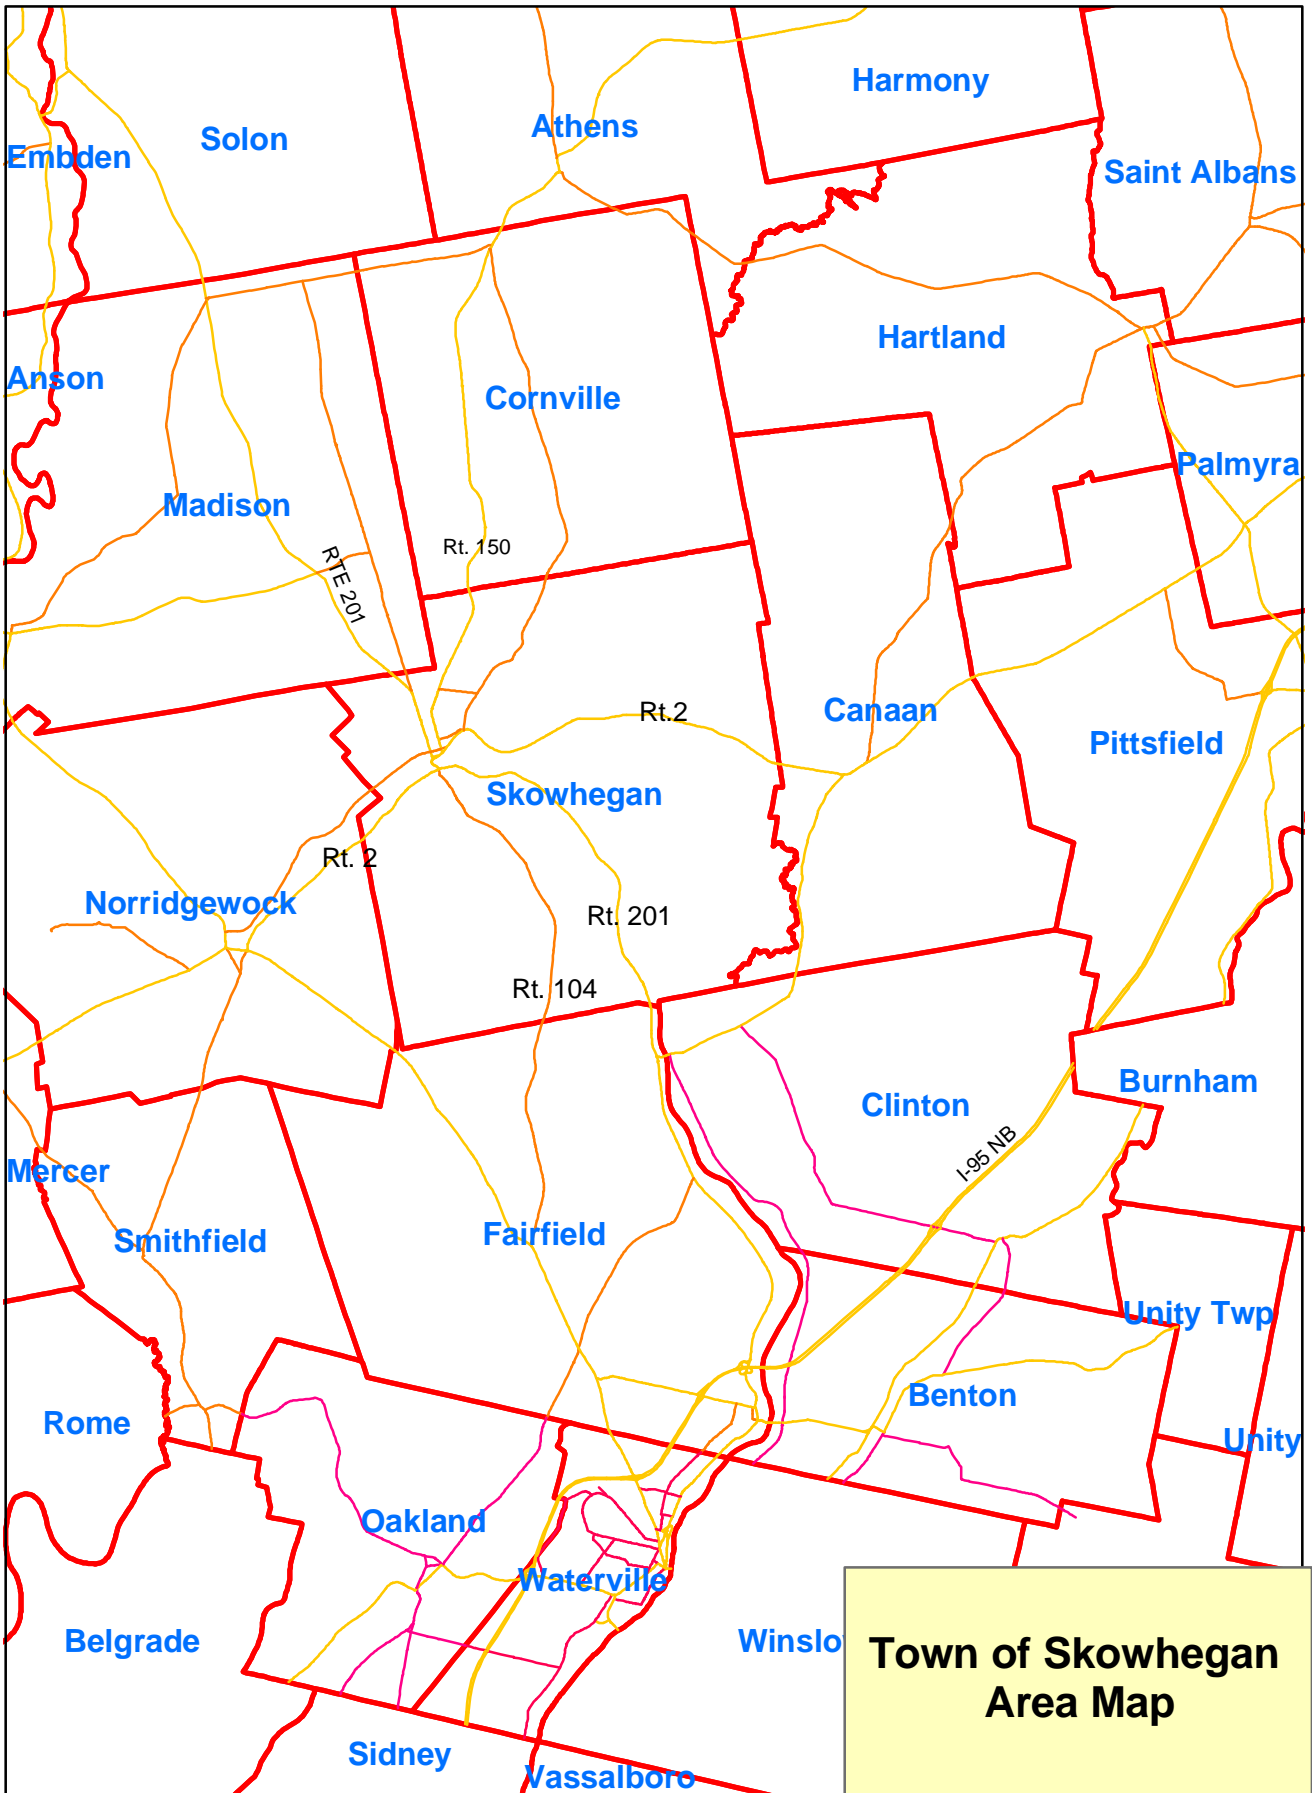 Harmony
Athens
Solon
Embden
Saint Albans
Hartland
Anson
Cornville
Palmyra
Madison
Rt. 150
RTE 201
Rt.2
Canaan
Pittsfield
Skowhegan
Rt. 2
Norridgewock
Rt. 201
Rt. 104
Burnham
Clinton
I-95 NB
Mercer
Smithfield
Fairfield
Unity Twp
Benton
Rome
Unity
Oakland
Waterville
Belgrade
Winslo
Town of Skowhegan
Area Map
Sidney
Vassalboro